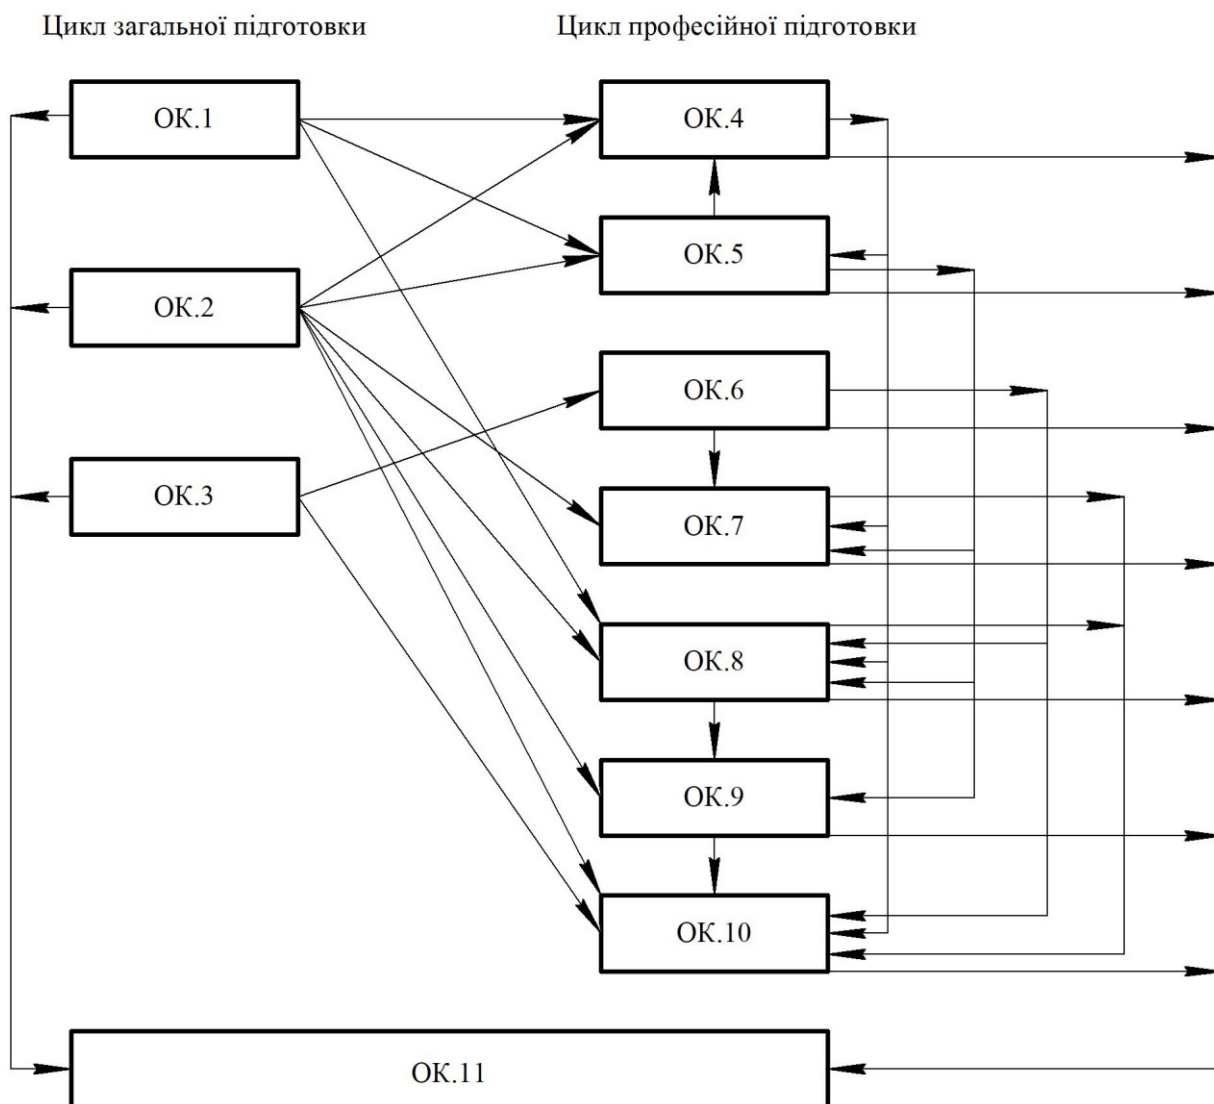 Цикл загальної підготовки
Цикл професійної підготовки
ОК.1
ОК.4
ОК.5
ОК.2
ОК.6
ОК.3
ОК.7
ОК.8
ОК.9
ОК.10
ОК.11